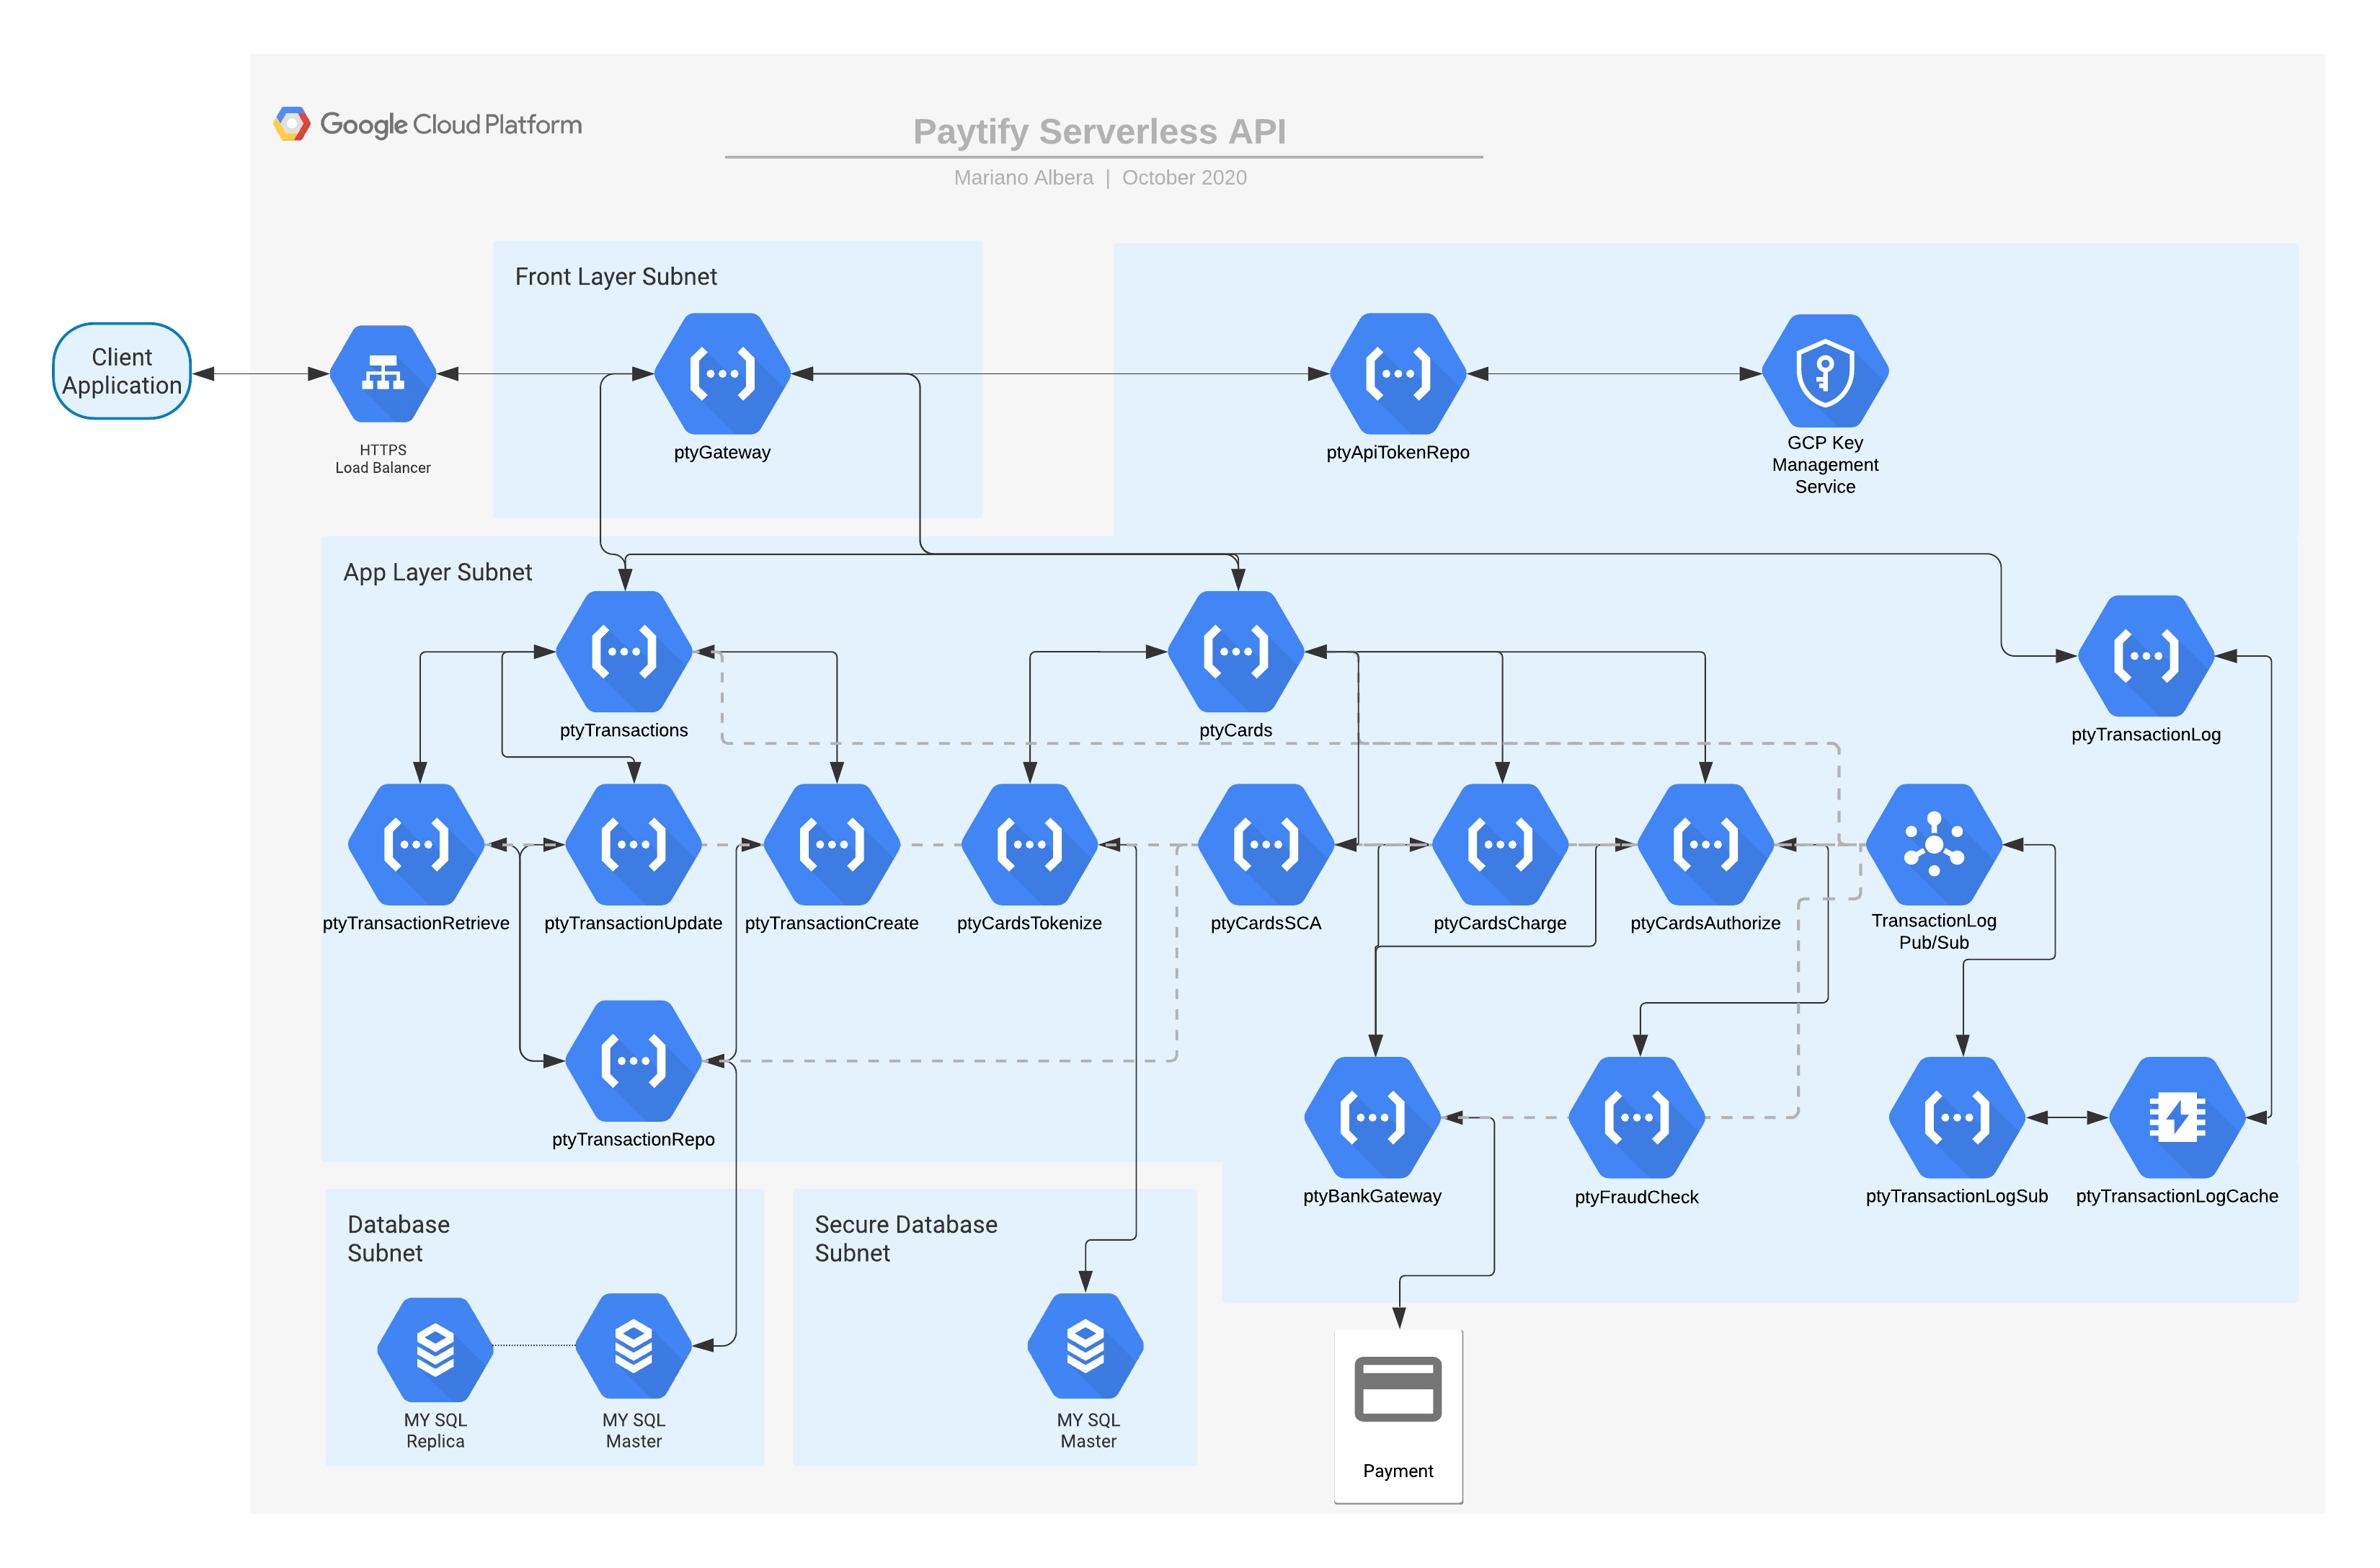 Google Cloud Platform
Paytify Serverless API
Mariano Albera | October 2020
Front Layer Subnet
Client
Application
HTTPS
Load Balancer
ptyGateway
ptyApiTokenRepo
GCP Key
Management
Service
App Layer Subnet
ptyTransactions
ptyCards
ptyTransactionLog
ptyTransactionRetrieve
ptyTransactionUpdate
ptyTransactionCreate
ptyCardsTokenize
ptyCardsSCA
ptyCardsCharge
ptyCardsAuthorize
TransactionLog
Pub/Sub
ptyTransactionRepo
ptyBankGateway
ptyFraudCheck
ptyTransactionLogSub
ptyTransactionLogCache
Database
Subnet
MY SQL
Replica
MY SQL
Master
Secure Database
Subnet
MY SQL
Master
Payment